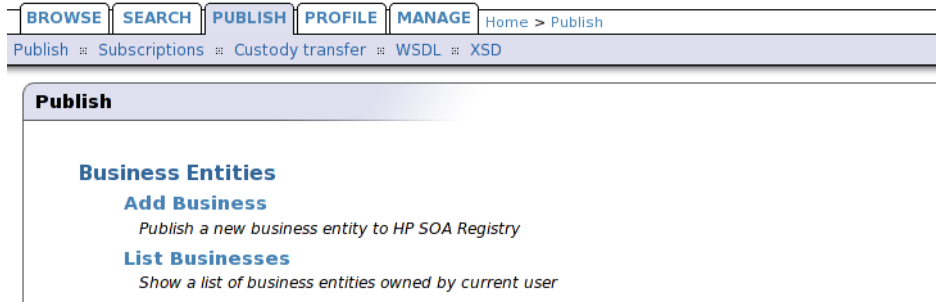 BROWSE SEARCH PUBLISH PROFILE MANAGE Home > Publish
Publish Subscriptions Custody transfer WSDL XSD
Publish
Business Entities
Add Business
Publish a new business entity to HP SOA Registry
List Businesses
Show a list of business entities owned by current user